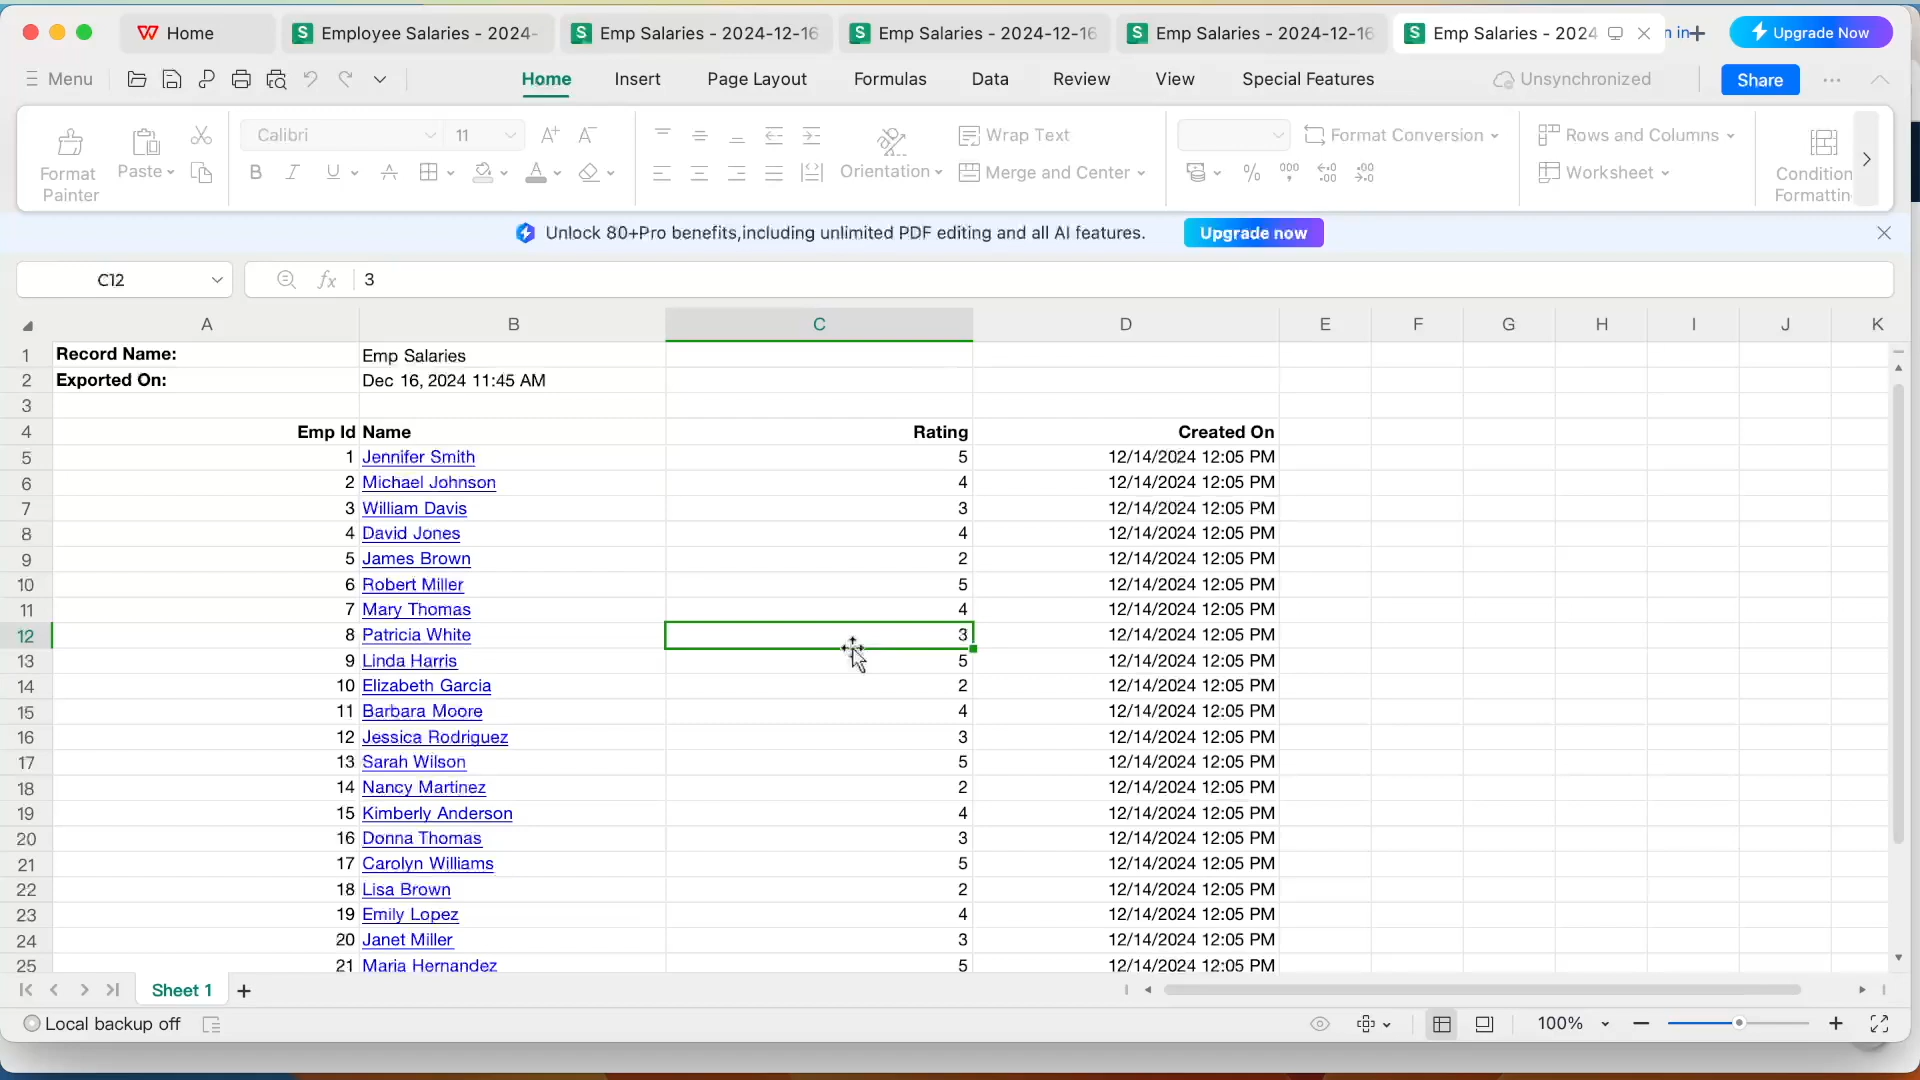 Home Employee Salaries - 2024- Emp Salaries - 2024-12-16 Emp Salaries - 2024-12-16 Emp Salaries - 2024-12-16 Emp Salaries - 2024 n in Upgrade Now
Menu Home Insert Page Layout Formulas Data Review View Special Features Unsynchronized Share
Format Painter Paste Calibri 11 Orientation Wrap Text Merge and Center Format Conversion Rows and Columns Worksheet Condition Formattin
Unlock 80+Pro benefits,including unlimited PDF editing and all AI features. Upgrade now
C12 fx 3
A B C D E F G H I J K
1 Record Name: Emp Salaries
2 Exported On: Dec 16, 2024 11:45 AM
3
4 Emp Id Name Rating Created On
5 1 Jennifer Smith 5 12/14/2024 12:05 PM
6 2 Michael Johnson 4 12/14/2024 12:05 PM
7 3 William Davis 3 12/14/2024 12:05 PM
8 4 David Jones 4 12/14/2024 12:05 PM
9 5 James Brown 2 12/14/2024 12:05 PM
10 6 Robert Miller 5 12/14/2024 12:05 PM
11 7 Mary Thomas 4 12/14/2024 12:05 PM
12 8 Patricia White 3 12/14/2024 12:05 PM
13 9 Linda Harris 5 12/14/2024 12:05 PM
14 10 Elizabeth Garcia 2 12/14/2024 12:05 PM
15 11 Barbara Moore 4 12/14/2024 12:05 PM
16 12 Jessica Rodriguez 3 12/14/2024 12:05 PM
17 13 Sarah Wilson 5 12/14/2024 12:05 PM
18 14 Nancy Martinez 2 12/14/2024 12:05 PM
19 15 Kimberly Anderson 4 12/14/2024 12:05 PM
20 16 Donna Thomas 3 12/14/2024 12:05 PM
21 17 Carolyn Williams 5 12/14/2024 12:05 PM
22 18 Lisa Brown 2 12/14/2024 12:05 PM
23 19 Emily Lopez 4 12/14/2024 12:05 PM
24 20 Janet Miller 3 12/14/2024 12:05 PM
25 21 Maria Hernandez 5 12/14/2024 12:05 PM
Sheet 1
Local backup off 100%